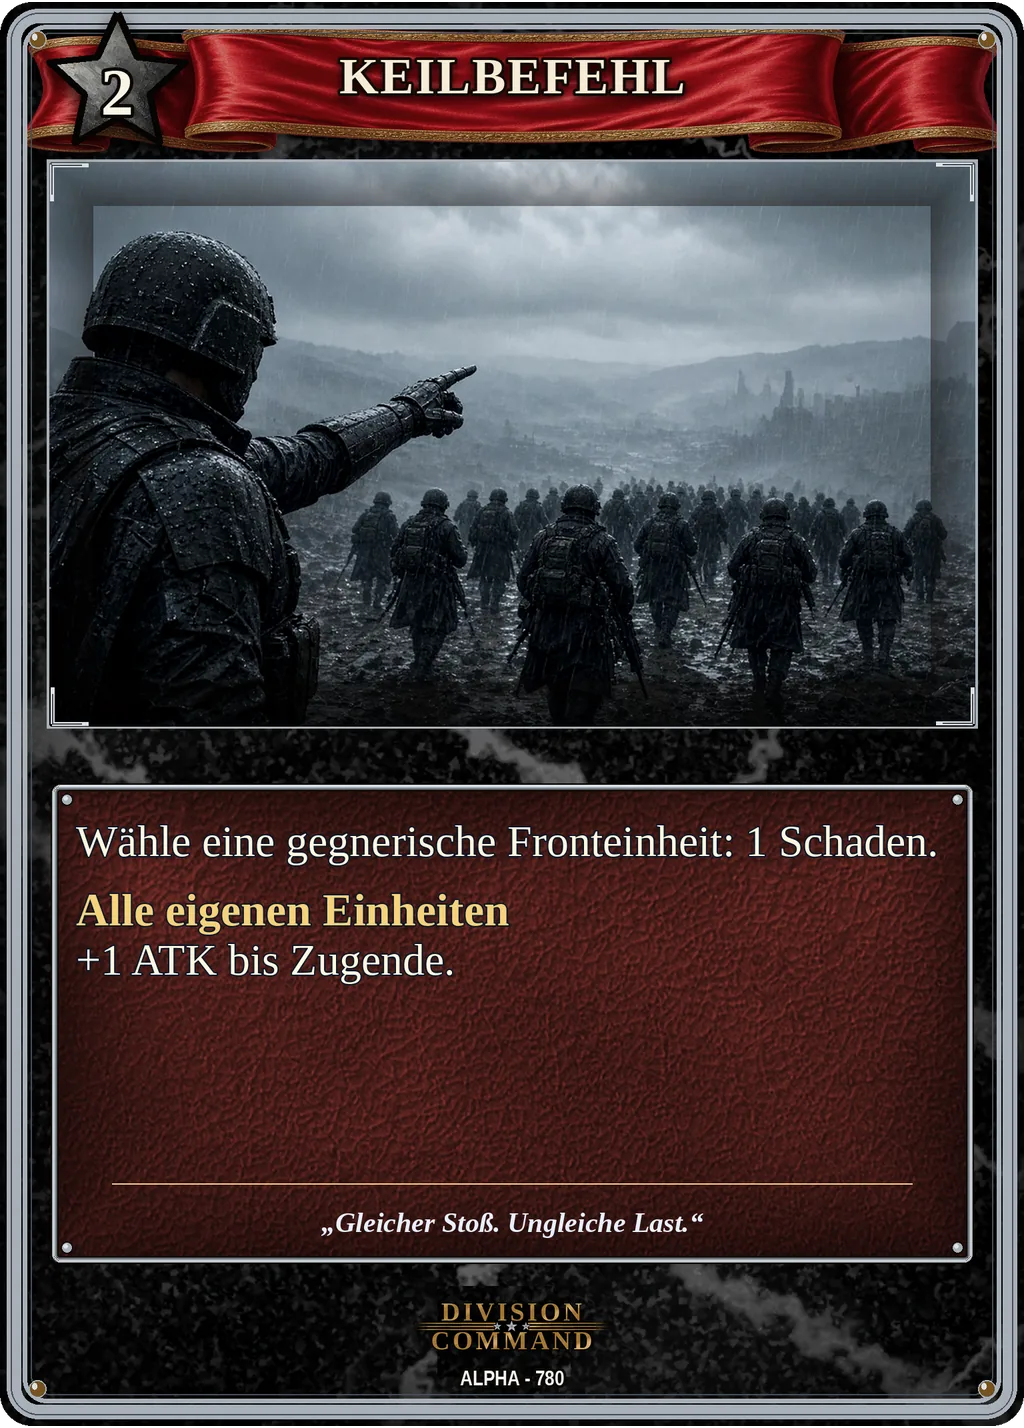 2
KEILBEFEHL
Wähle eine gegnerische Fronteinheit: 1 Schaden.
Alle eigenen Einheiten
+1 ATK bis Zugende.
„Gleicher Stoß. Ungleiche Last.“
DIVISION
COMMAND
ALPHA - 780